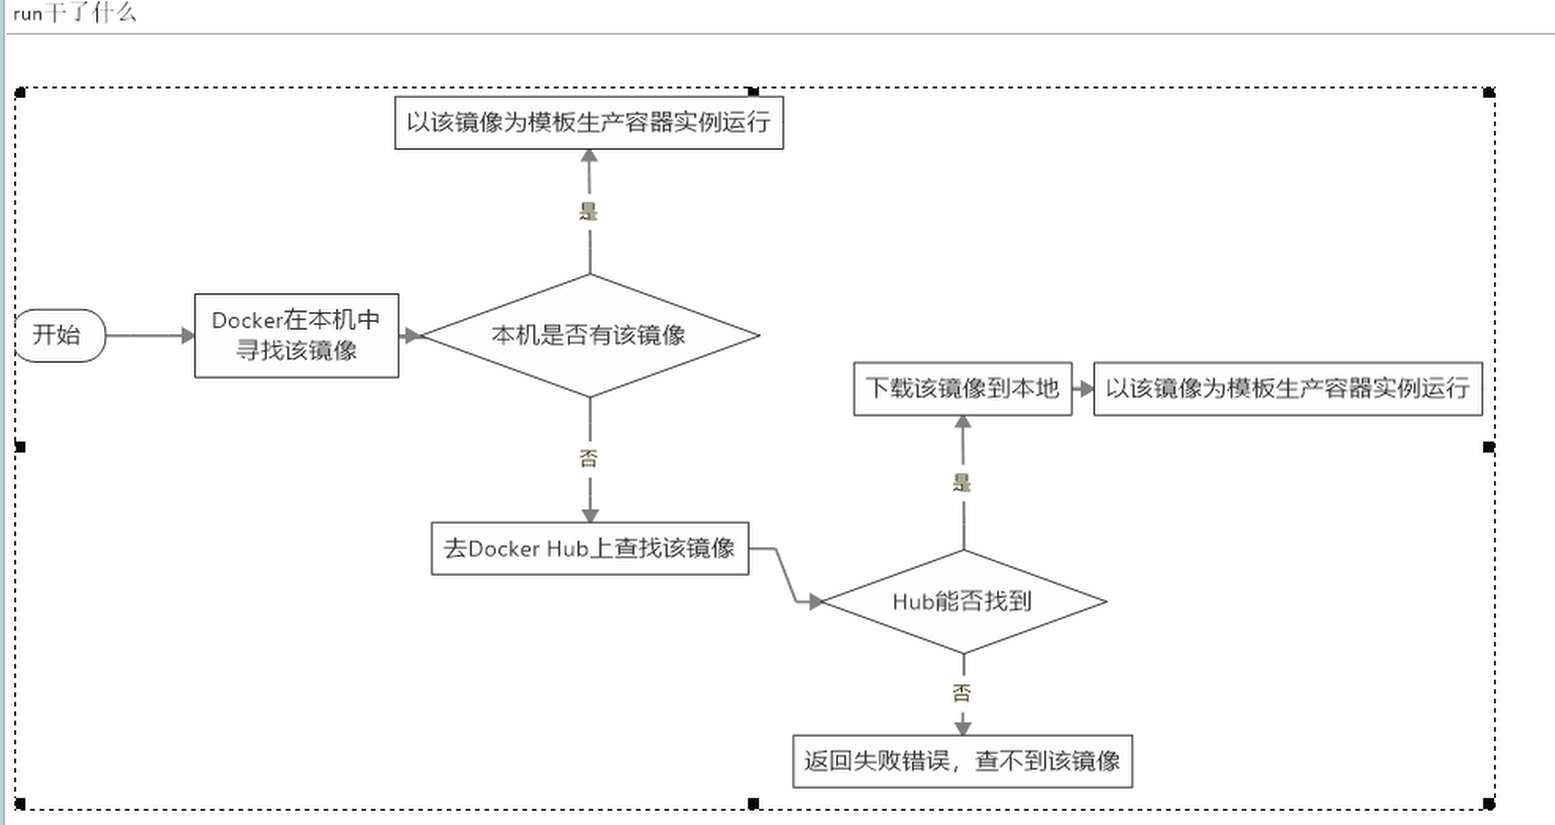 run干了什么
以该镜像为模板生产容器实例运行
是
开始
Docker在本机中
寻找该镜像
本机是否有该镜像
下载该镜像到本地
以该镜像为模板生产容器实例运行
否
是
去Docker Hub上查找该镜像
Hub能否找到
否
返回失败错误，查不到该镜像